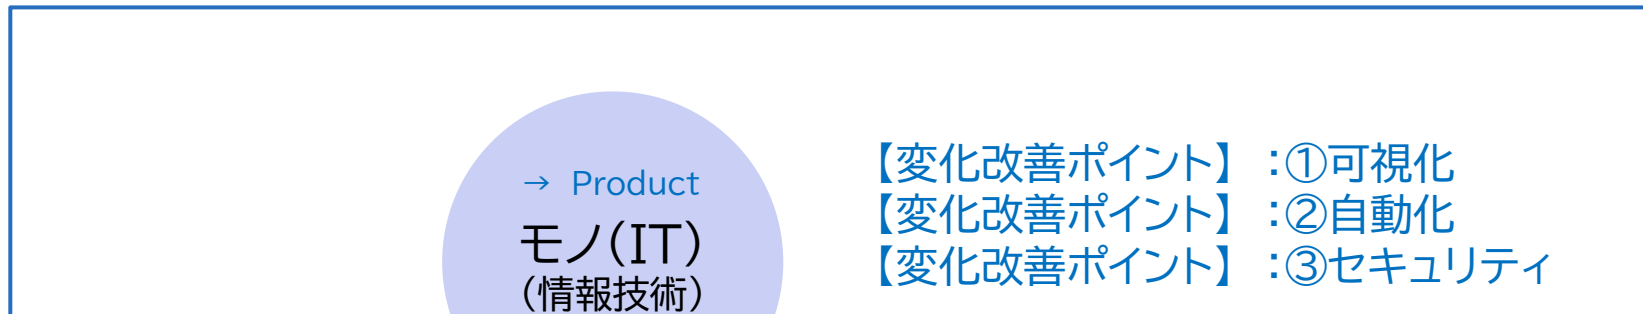 → Product
モノ(IT)
(情報技術)
【変化改善ポイント】：①可視化
【変化改善ポイント】：②自動化
【変化改善ポイント】：③セキュリティ